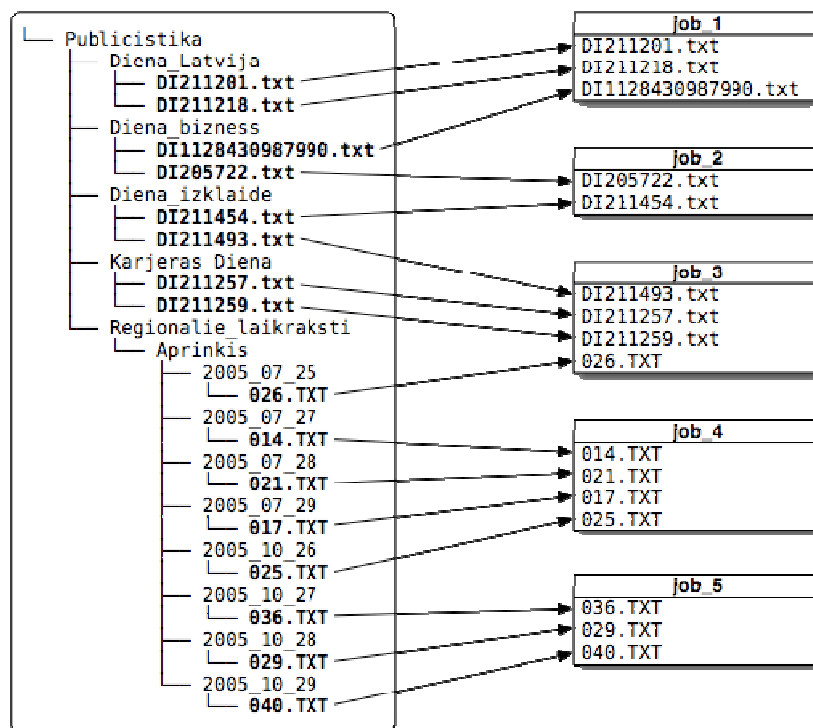 Publicistika
Diena_Latvija
DI211201.txt
DI211218.txt
Diena_bizness
DI1128430987990.txt
DI205722.txt
Diena_izklaide
DI211454.txt
DI211493.txt
Karjeras_Diena
DI211257.txt
DI211259.txt
Regionalie_laikraksti
Aprinkis
2005_07_25
026.TXT
2005_07_27
014.TXT
2005_07_28
021.TXT
2005_07_29
017.TXT
2005_10_26
025.TXT
2005_10_27
036.TXT
2005_10_28
029.TXT
2005_10_29
040.TXT
job_1
DI211201.txt
DI211218.txt
DI1128430987990.txt
job_2
DI205722.txt
DI211454.txt
job_3
DI211493.txt
DI211257.txt
DI211259.txt
026.TXT
job_4
014.TXT
021.TXT
017.TXT
025.TXT
job_5
036.TXT
029.TXT
040.TXT